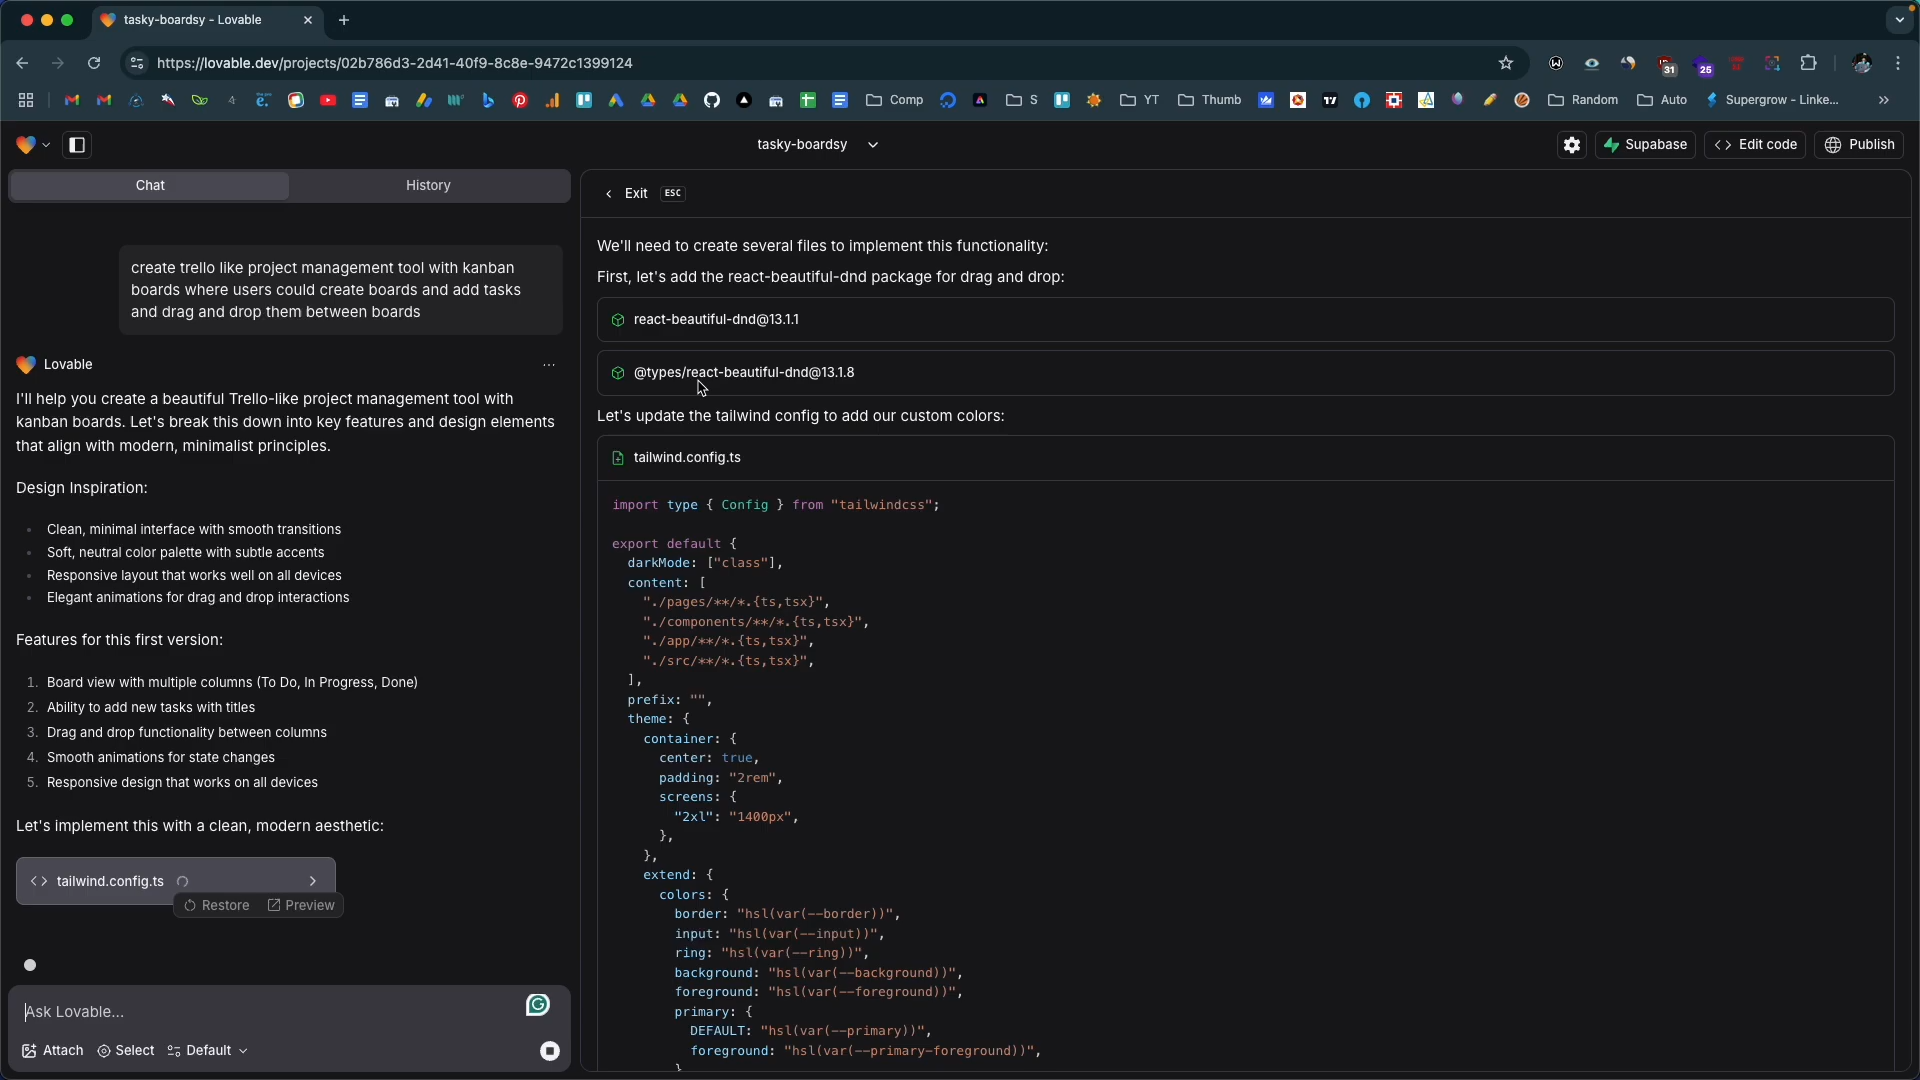 tasky-boardsy - Lovable
https://lovable.dev/projects/02b786d3-2d41-40f9-8c8e-9472c1399124
31
25
Comp
S
YT
Thumb
Random
Auto
Supergrow - Linke...
tasky-boardsy
Supabase
Edit code
Publish
Chat
History
create trello like project management tool with kanban
boards where users could create boards and add tasks
and drag and drop them between boards
Lovable
I'll help you create a beautiful Trello-like project management tool with
kanban boards. Let's break this down into key features and design elements
that align with modern, minimalist principles.
Design Inspiration:
Clean, minimal interface with smooth transitions
Soft, neutral color palette with subtle accents
Responsive layout that works well on all devices
Elegant animations for drag and drop interactions
Features for this first version:
1. Board view with multiple columns (To Do, In Progress, Done)
2. Ability to add new tasks with titles
3. Drag and drop functionality between columns
4. Smooth animations for state changes
5. Responsive design that works on all devices
Let's implement this with a clean, modern aesthetic:
tailwind.config.ts
Restore
Preview
Ask Lovable...
Attach
Select
Default
Exit
ESC
We'll need to create several files to implement this functionality:
First, let's add the react-beautiful-dnd package for drag and drop:
react-beautiful-dnd@13.1.1
@types/react-beautiful-dnd@13.1.8
Let's update the tailwind config to add our custom colors:
tailwind.config.ts
import type { Config } from "tailwindcss";
export default {
darkMode: ["class"],
content: [
"./pages/**/*.{ts,tsx}",
"./components/**/*.{ts,tsx}",
"./app/**/*.{ts,tsx}",
"./src/**/*.{ts,tsx}",
],
prefix: "",
theme: {
container: {
center: true,
padding: "2rem",
screens: {
"2xl": "1400px",
},
},
extend: {
colors: {
border: "hsl(var(--border))",
input: "hsl(var(--input))",
ring: "hsl(var(--ring))",
background: "hsl(var(--background))",
foreground: "hsl(var(--foreground))",
primary: {
DEFAULT: "hsl(var(--primary))",
foreground: "hsl(var(--primary-foreground))",
}